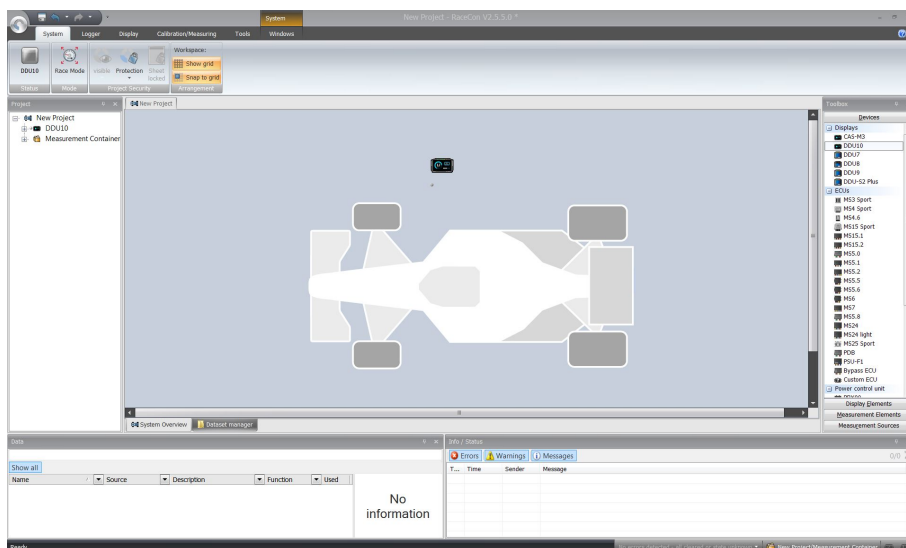 System
New Project - RaceCon V2.5.5.0 *
System Logger Display Calibration/Measuring Tools Windows
DDU10
Race Mode
Visible
Protection
Sheet locked
Workspace:
Show grid
Snap to grid
Status Mode Project Security Arrangement
Project
New Project
DDU10
Measurement Container
New Project
Toolbox
Devices
Displays
CAS-M3
DDU10
DDU7
DDU8
DDU9
DDU-S2 Plus
ECUs
MS3 Sport
MS4 Sport
MS4.6
MS15 Sport
MS15.1
MS15.2
MS5.0
MS5.1
MS5.2
MS5.5
MS5.6
MS6
MS7
MS5.8
MS24
MS24 light
MS25 Sport
PDB
PSU-F1
Bypass ECU
Custom ECU
Power control unit
Display Elements
Measurement Elements
Measurement Sources
System Overview Dataset manager
Data
Show all
Name Source Description Function Used
No
information
Info / Status
Errors Warnings Messages 0/0
T... Time Sender Message
Ready
New Project/Measurement Container